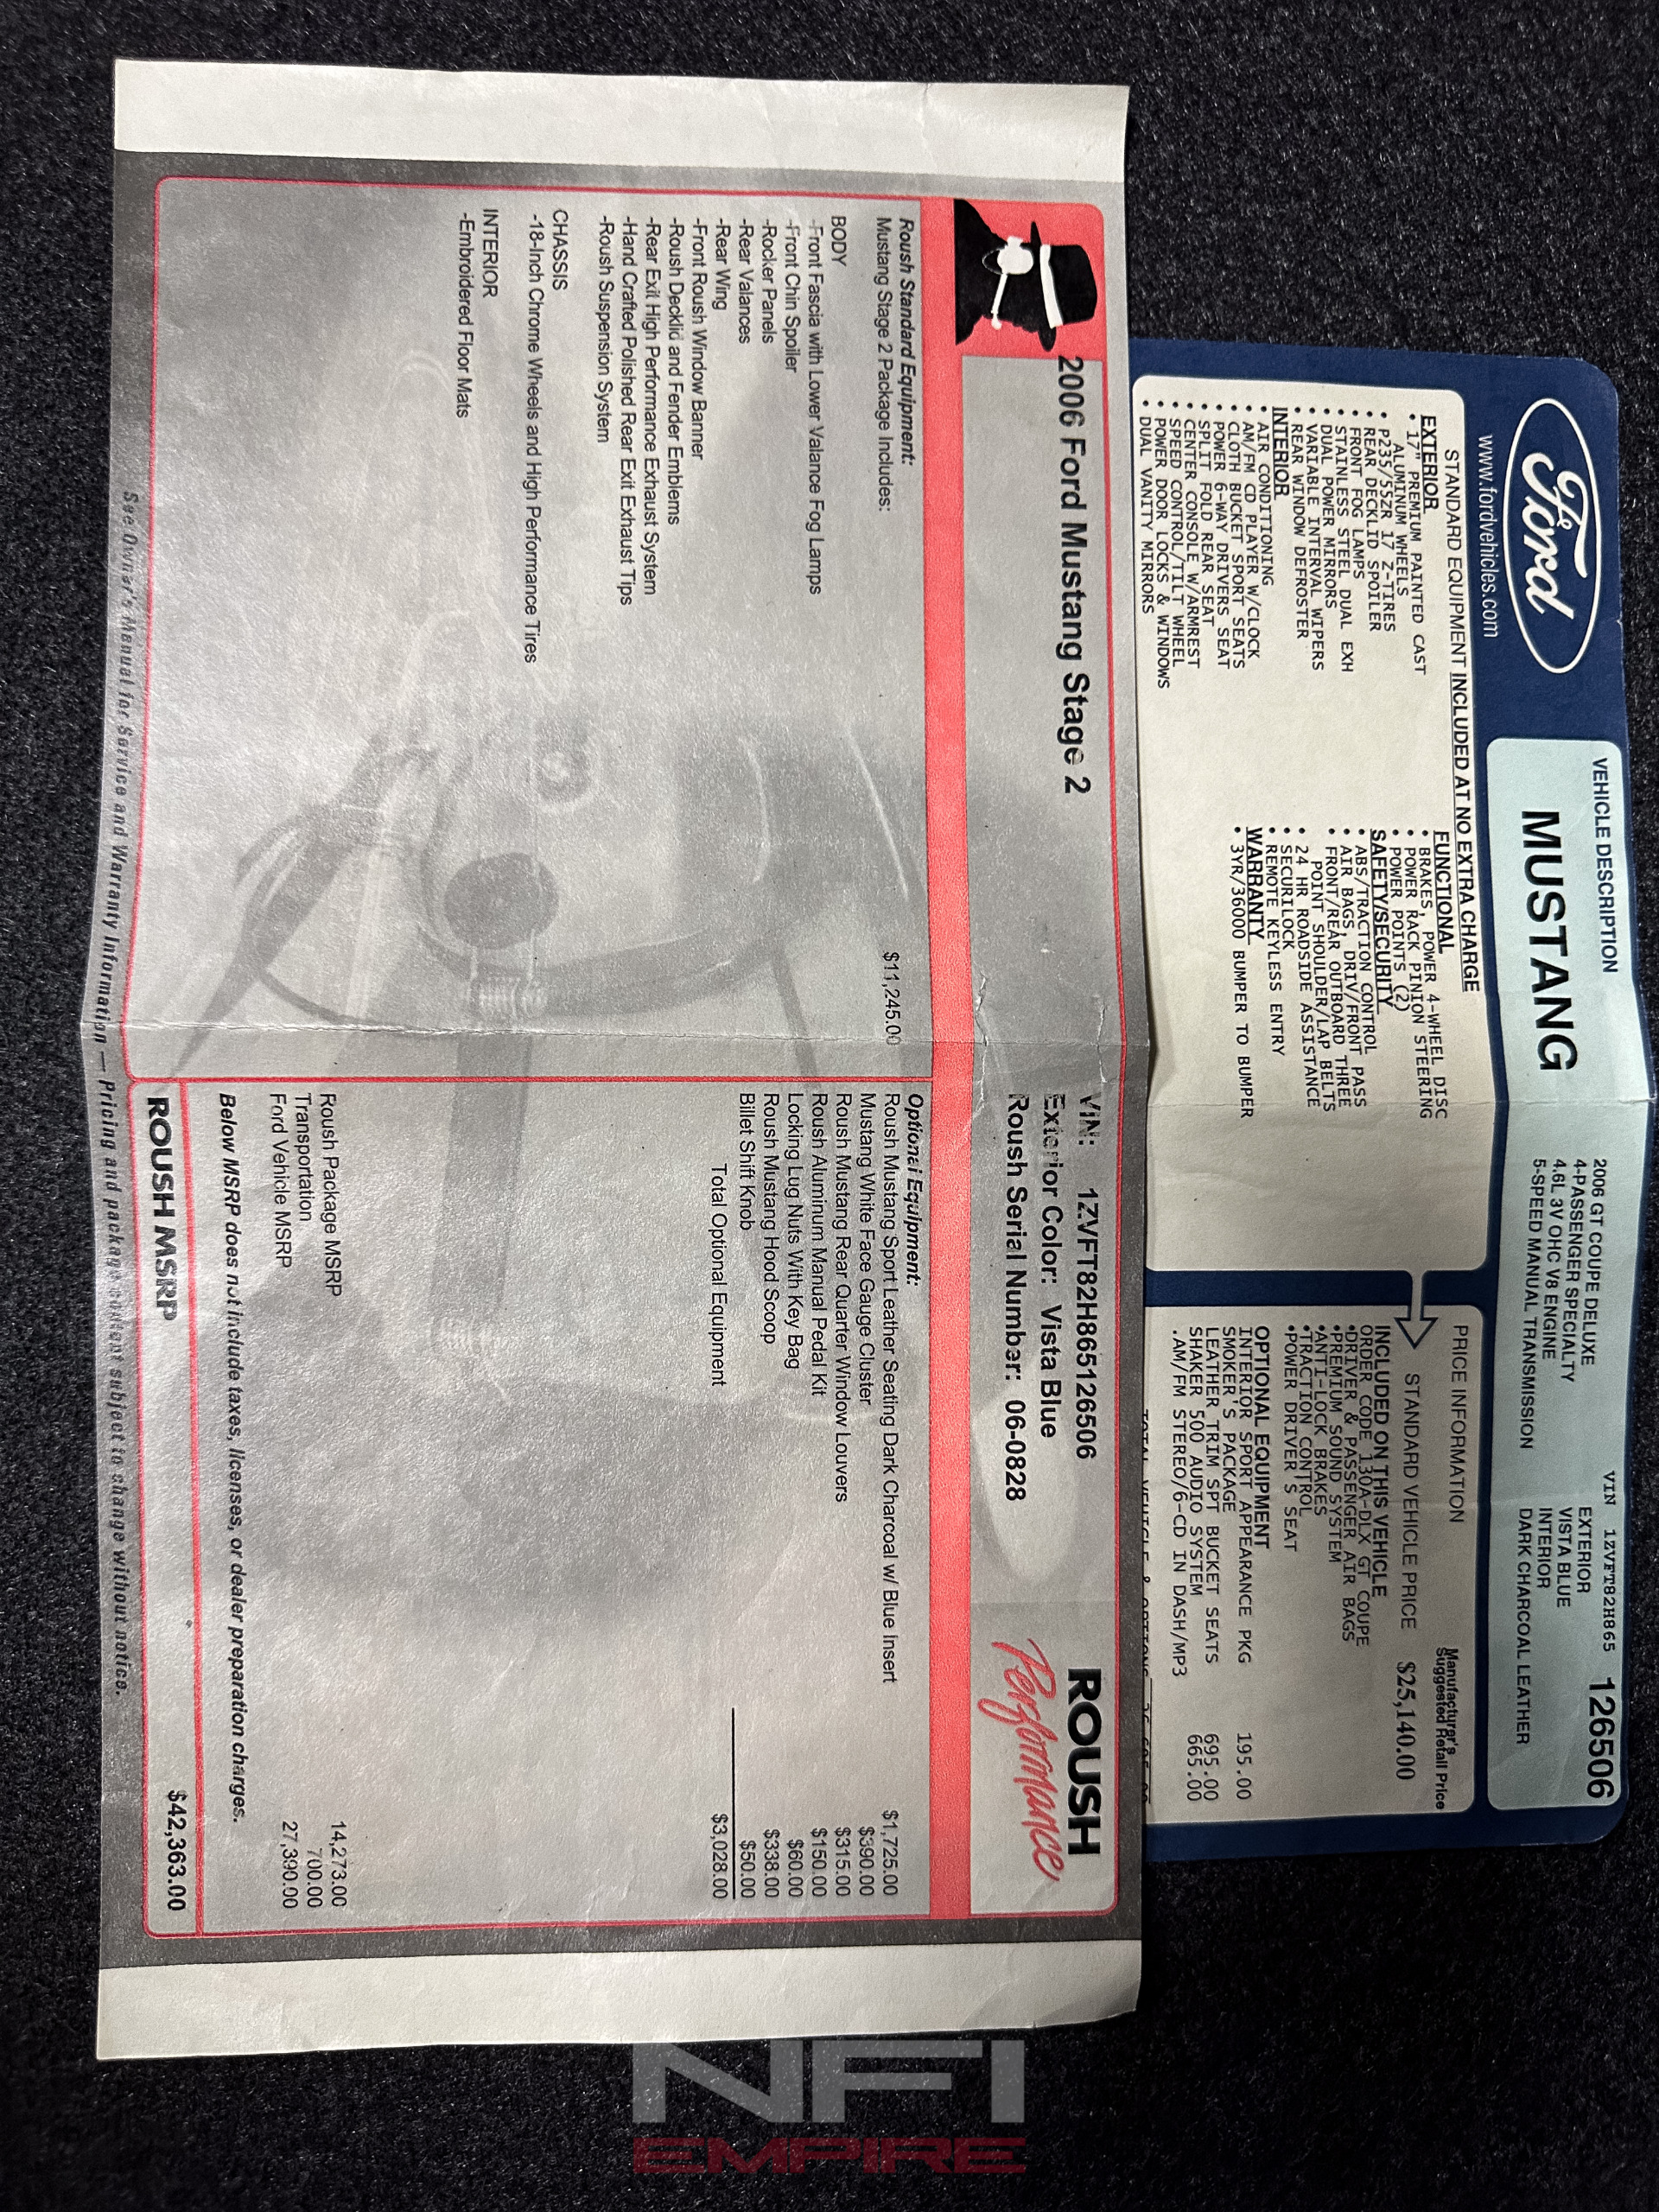 Ford
www.fordvehicles.com
VEHICLE DESCRIPTION
MUSTANG
2006 GT COUPE DELUXE
4-PASSENGER SPECIALTY
4.6L 3V OHC V8 ENGINE
5-SPEED MANUAL TRANSMISSION
VIN 1ZVFT82H865 126506
EXTERIOR
VISTA BLUE
INTERIOR
DARK CHARCOAL LEATHER
STANDARD EQUIPMENT INCLUDED AT NO EXTRA CHARGE
EXTERIOR
• 17" PREMIUM PAINTED CAST
ALUMINUM WHEELS
• P235/55ZR 17 Z-TIRES
• REAR DECKLID SPOILER
• FRONT FOG LAMPS
• STAINLESS STEEL DUAL EXH
• DUAL POWER MIRRORS
• VARIABLE INTERVAL WIPERS
• REAR WINDOW DEFROSTER
INTERIOR
• AIR CONDITIONING
• AM/FM CD PLAYER W/CLOCK
• CLOTH BUCKET SPORT SEATS
• POWER 6-WAY DRIVERS SEAT
• SPLIT FOLD REAR SEAT
• CENTER CONSOLE W/ARMREST
• SPEED CONTROL/TILT WHEEL
• POWER DOOR LOCKS & WINDOWS
• DUAL VANITY MIRRORS
FUNCTIONAL
• BRAKES, POWER 4-WHEEL DISC
• POWER RACK PINION STEERING
• POWER POINTS (2)
SAFETY/SECURITY
• ABS/TRACTION CONTROL
• AIR BAGS, DRIV/FRONT PASS
• FRONT/REAR OUTBOARD THREE
POINT SHOULDER/LAP BELTS
• 24 HR ROADSIDE ASSISTANCE
• SECURILOCK
• REMOTE KEYLESS ENTRY
WARRANTY
• 3YR/36000 BUMPER TO BUMPER
PRICE INFORMATION
Manufacturer's
Suggested Retail Price
STANDARD VEHICLE PRICE $25,140.00
INCLUDED ON THIS VEHICLE
ORDER CODE 130A-DLX GT COUPE
•DRIVER & PASSENGER AIR BAGS
•PREMIUM SOUND SYSTEM
•ANTI-LOCK BRAKES
•TRACTION CONTROL
•POWER DRIVER'S SEAT
OPTIONAL EQUIPMENT
INTERIOR SPORT APPEARANCE PKG 195.00
SMOKER'S PACKAGE
LEATHER TRIM SPT BUCKET SEATS 695.00
SHAKER 500 AUDIO SYSTEM 665.00
.AM/FM STEREO/6-CD IN DASH/MP3
TOTAL VEHICLE & OPTIONS
2006 Ford Mustang Stage 2
VIN: 1ZVFT82H865126506
Exterior Color: Vista Blue
Roush Serial Number: 06-0828
ROUSH
Performance
Roush Standard Equipment:
Mustang Stage 2 Package Includes: $11,245.00
BODY
-Front Fascia with Lower Valance Fog Lamps
-Front Chin Spoiler
-Rocker Panels
-Rear Valances
-Rear Wing
-Front Roush Window Banner
-Roush Decklid and Fender Emblems
-Rear Exit High Performance Exhaust System
-Hand Crafted Polished Rear Exit Exhaust Tips
-Roush Suspension System
CHASSIS
-18-Inch Chrome Wheels and High Performance Tires
INTERIOR
-Embroidered Floor Mats
Optional Equipment:
Roush Mustang Sport Leather Seating Dark Charcoal w/ Blue Insert $1,725.00
Mustang White Face Gauge Cluster $390.00
Roush Mustang Rear Quarter Window Louvers $315.00
Roush Aluminum Manual Pedal Kit $150.00
Locking Lug Nuts With Key Bag $60.00
Roush Mustang Hood Scoop $338.00
Billet Shift Knob $50.00
Total Optional Equipment $3,028.00
Roush Package MSRP 14,273.00
Transportation 700.00
Ford Vehicle MSRP 27,390.00
Below MSRP does not include taxes, licenses, or dealer preparation charges.
ROUSH MSRP $42,363.00
See Owner's Manual for Service and Warranty Information — Pricing and package content subject to change without notice.
NFI
EMPIRE